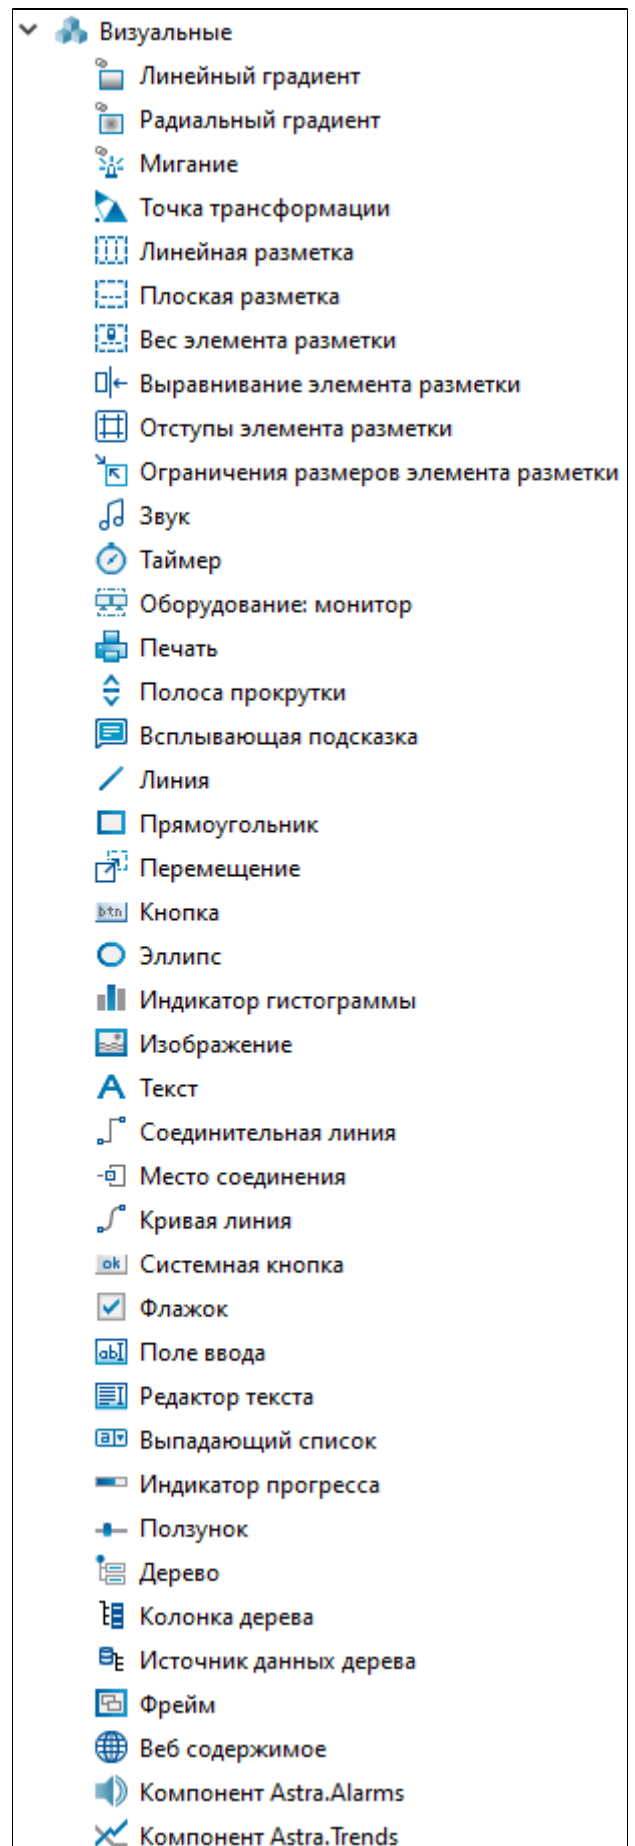 Визуальные
Линейный градиент
Радиальный градиент
Мигание
Точка трансформации
Линейная разметка
Плоская разметка
Вес элемента разметки
Выравнивание элемента разметки
Отступы элемента разметки
Ограничения размеров элемента разметки
Звук
Таймер
Оборудование: монитор
Печать
Полоса прокрутки
Всплывающая подсказка
Линия
Прямоугольник
Перемещение
btn Кнопка
Эллипс
Индикатор гистограммы
Изображение
A Текст
Соединительная линия
Место соединения
Кривая линия
ok Системная кнопка
Флажок
ab Поле ввода
Редактор текста
a Выпадающий список
Индикатор прогресса
Ползунок
Дерево
Колонка дерева
Источник данных дерева
Фрейм
Веб содержимое
Компонент Astra.Alarms
Компонент Astra.Trends